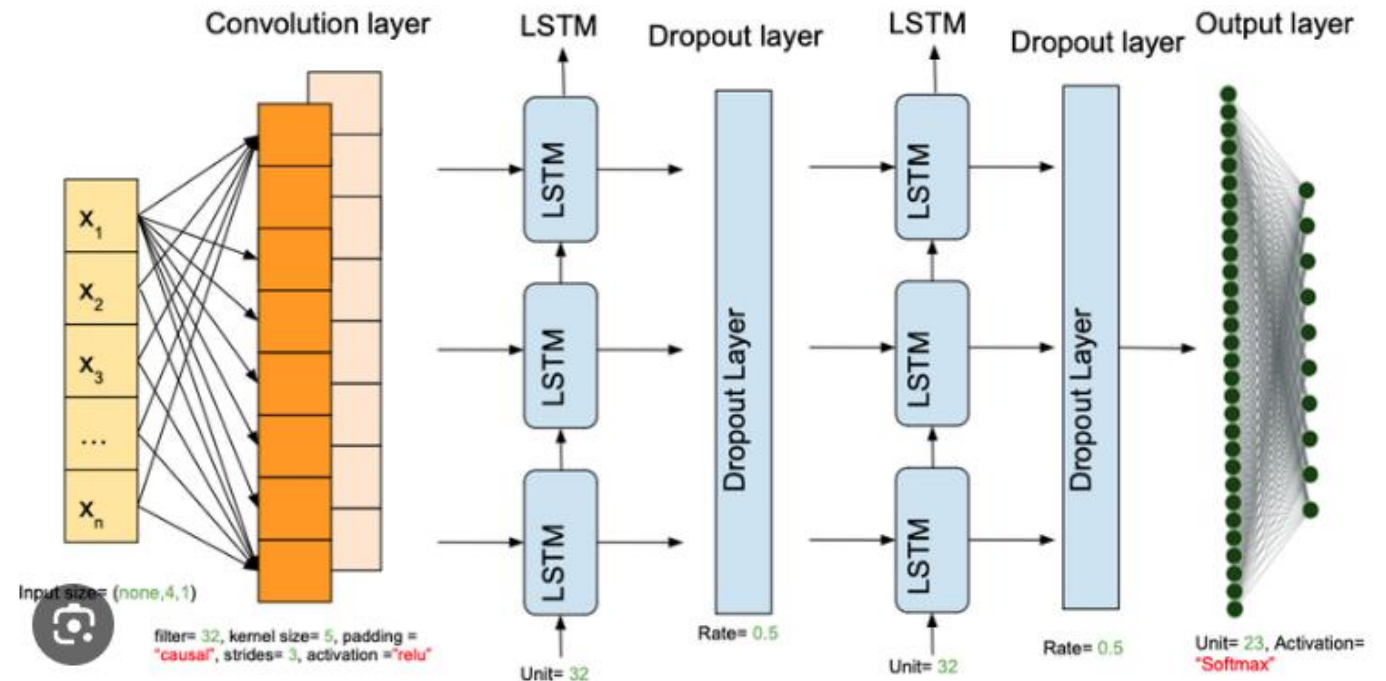 Convolution layer
LSTM
Dropout layer
LSTM
Dropout layer
Output layer
X1
X2
X3
...
Xn
LSTM
LSTM
LSTM
Dropout Layer
LSTM
LSTM
LSTM
Dropout Layer
Input size= (none,4,1)
filter= 32, kernel size= 5, padding =
"causal", strides= 3, activation ="relu"
Unit= 32
Rate= 0.5
Unit= 32
Rate= 0.5
Unit= 23, Activation=
"Softmax"